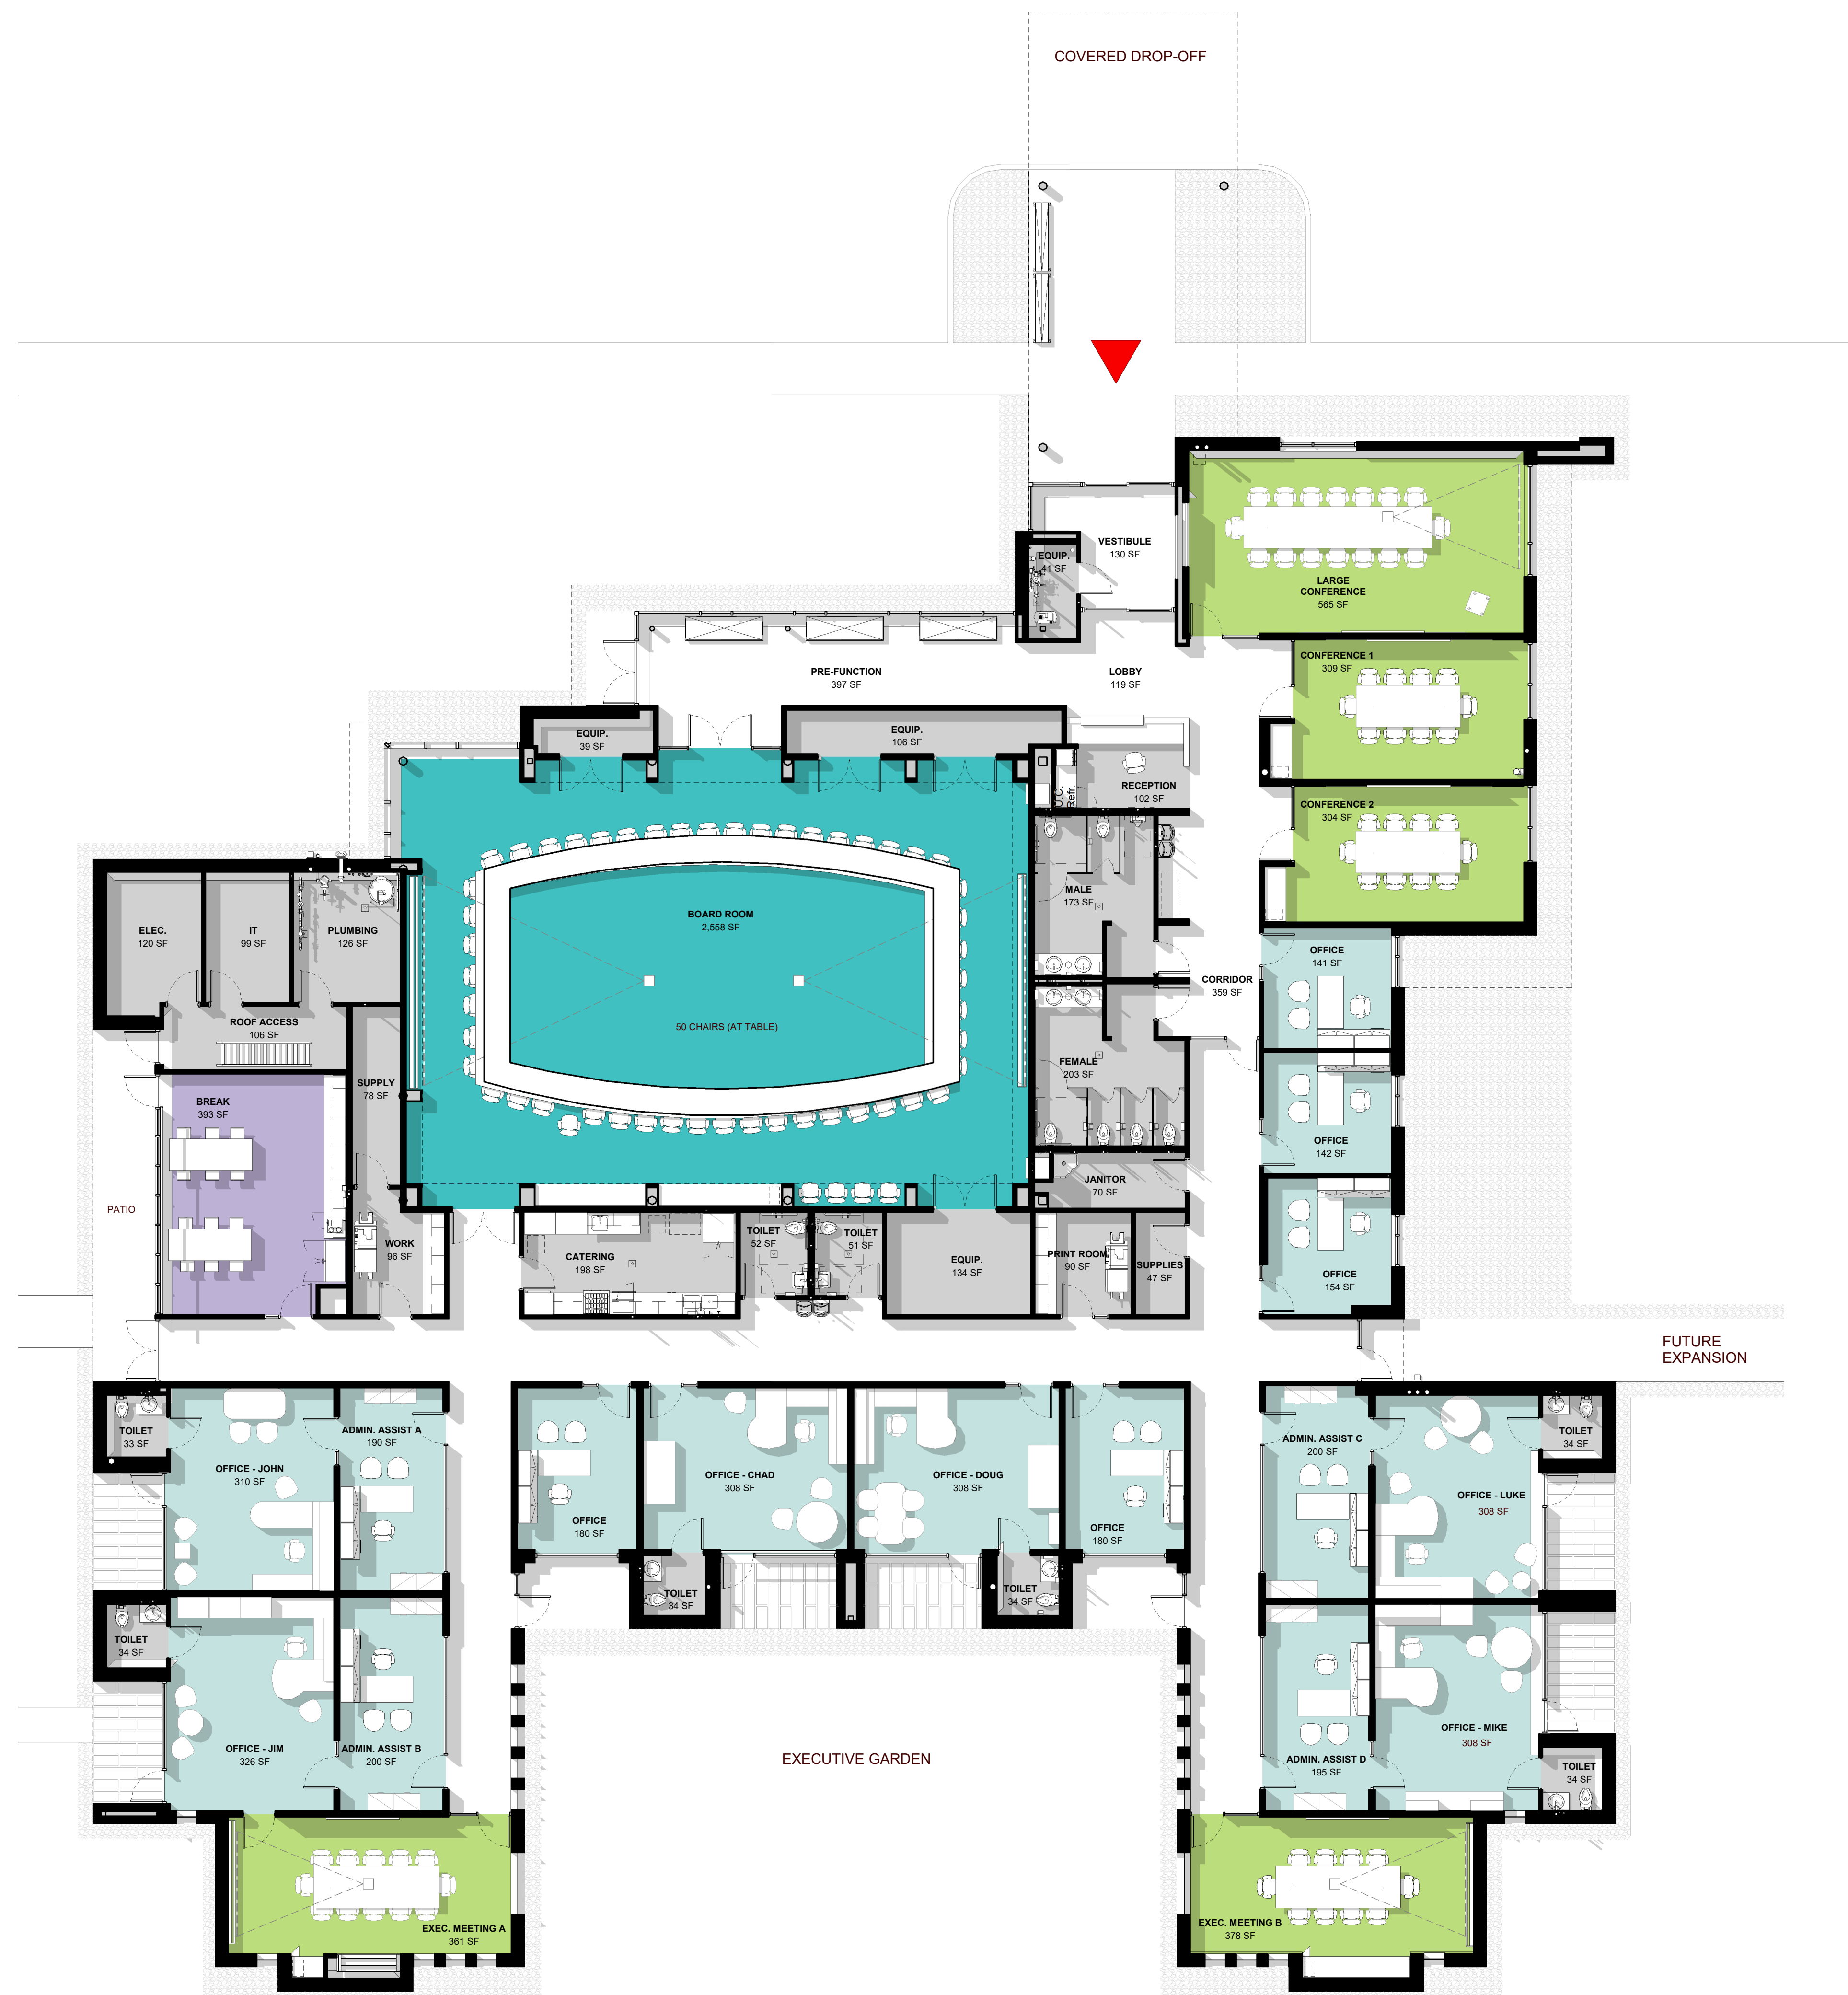 COVERED DROP-OFF
VESTIBULE
130 SF
EQUIP.
41 SF
LARGE
CONFERENCE
565 SF
PRE-FUNCTION
397 SF
LOBBY
119 SF
CONFERENCE 1
309 SF
EQUIP.
39 SF
EQUIP.
106 SF
U.C.
Refr.
RECEPTION
102 SF
CONFERENCE 2
304 SF
MALE
173 SF
BOARD ROOM
2,558 SF
ELEC.
120 SF
IT
99 SF
PLUMBING
126 SF
OFFICE
141 SF
CORRIDOR
359 SF
ROOF ACCESS
106 SF
50 CHAIRS (AT TABLE)
FEMALE
203 SF
SUPPLY
78 SF
BREAK
393 SF
OFFICE
142 SF
JANITOR
70 SF
PATIO
WORK
96 SF
CATERING
198 SF
TOILET
52 SF
TOILET
51 SF
EQUIP.
134 SF
PRINT ROOM
90 SF
SUPPLIES
47 SF
OFFICE
154 SF
FUTURE
EXPANSION
TOILET
33 SF
ADMIN. ASSIST A
190 SF
OFFICE - JOHN
310 SF
OFFICE - CHAD
308 SF
OFFICE - DOUG
308 SF
OFFICE
180 SF
OFFICE
180 SF
ADMIN. ASSIST C
200 SF
TOILET
34 SF
OFFICE - LUKE
308 SF
TOILET
34 SF
TOILET
34 SF
TOILET
34 SF
OFFICE - JIM
326 SF
ADMIN. ASSIST B
200 SF
EXECUTIVE GARDEN
OFFICE - MIKE
308 SF
ADMIN. ASSIST D
195 SF
TOILET
34 SF
EXEC. MEETING A
361 SF
EXEC. MEETING B
378 SF